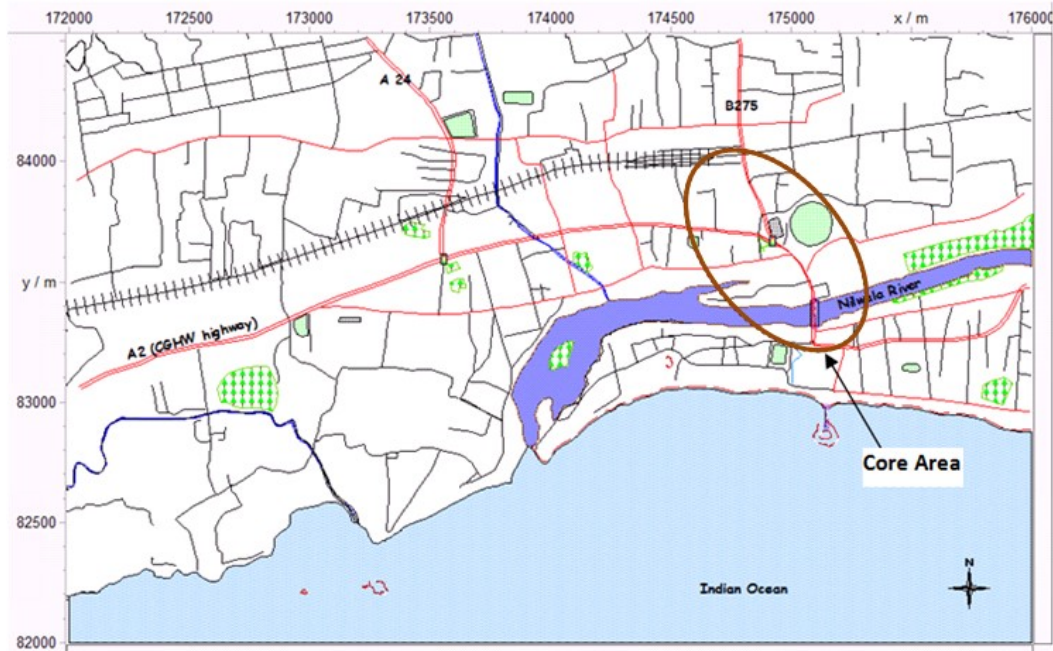 172000 172500 173000 173500 174000 174500 175000 x / m 176000
A 24
B275
84000
y / m
Nilwala River
A2 (CGHW highway)
83000
Core Area
82500
N
Indian Ocean
82000